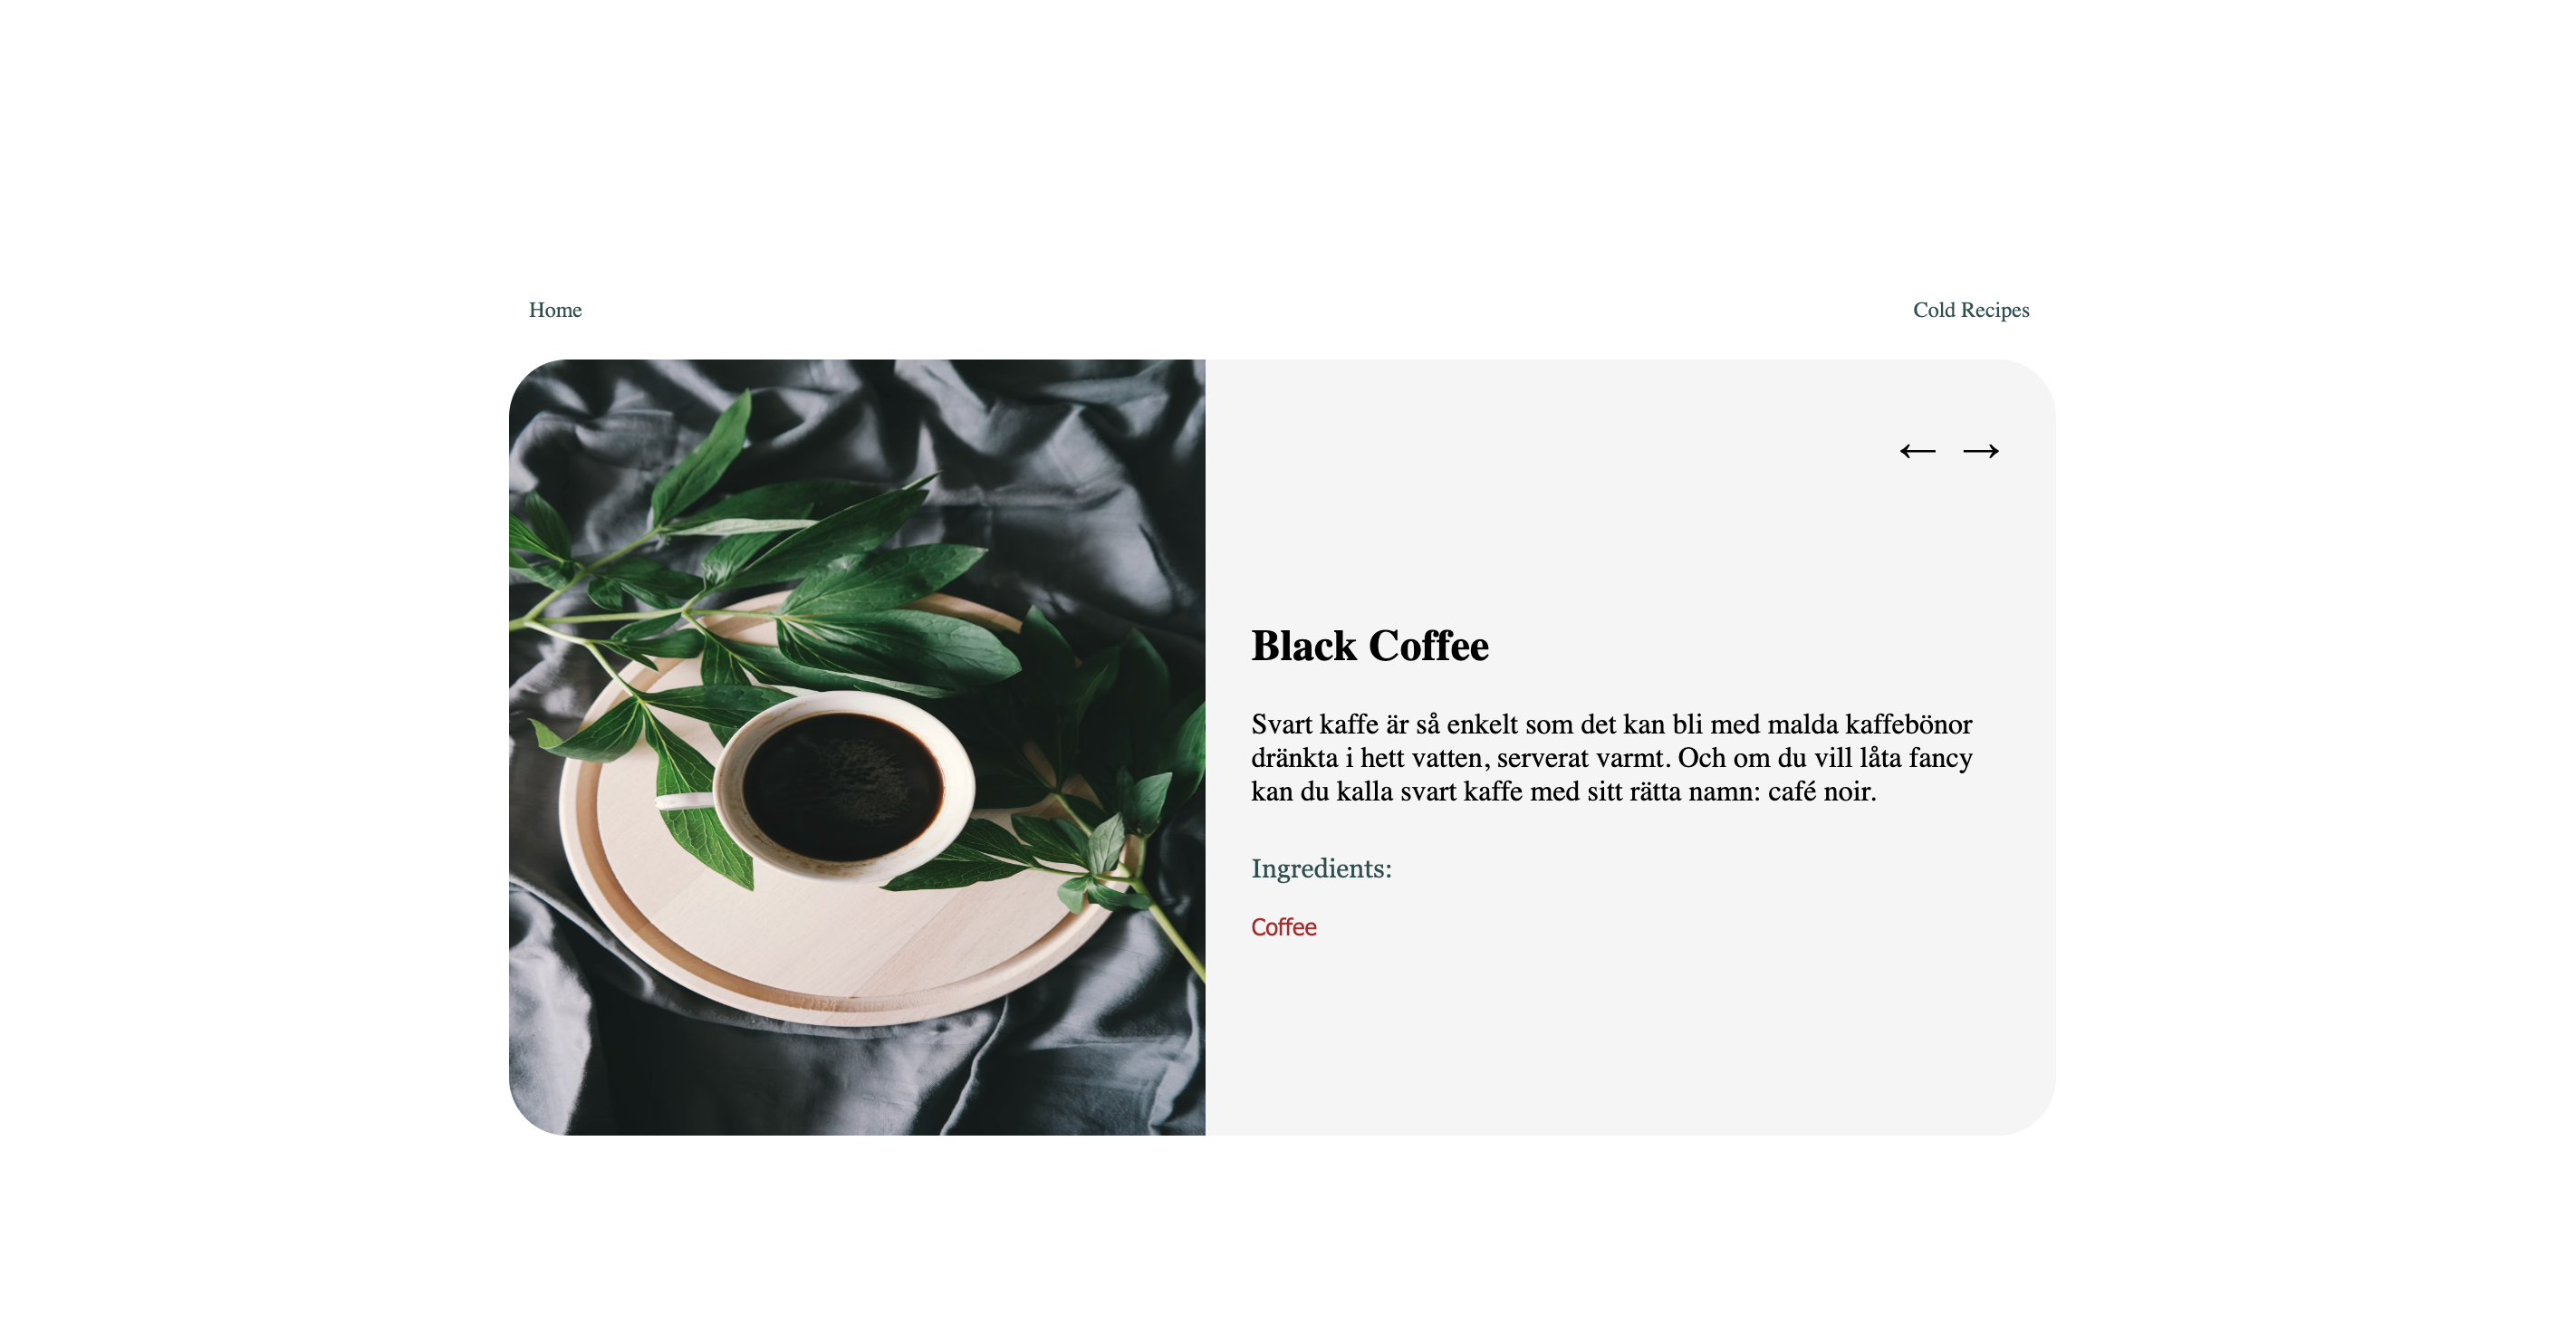 Home
Cold Recipes
← →
Black Coffee
Svart kaffe är så enkelt som det kan bli med malda kaffebönor
dränkta i hett vatten, serverat varmt. Och om du vill låta fancy
kan du kalla svart kaffe med sitt rätta namn: café noir.
Ingredients:
Coffee